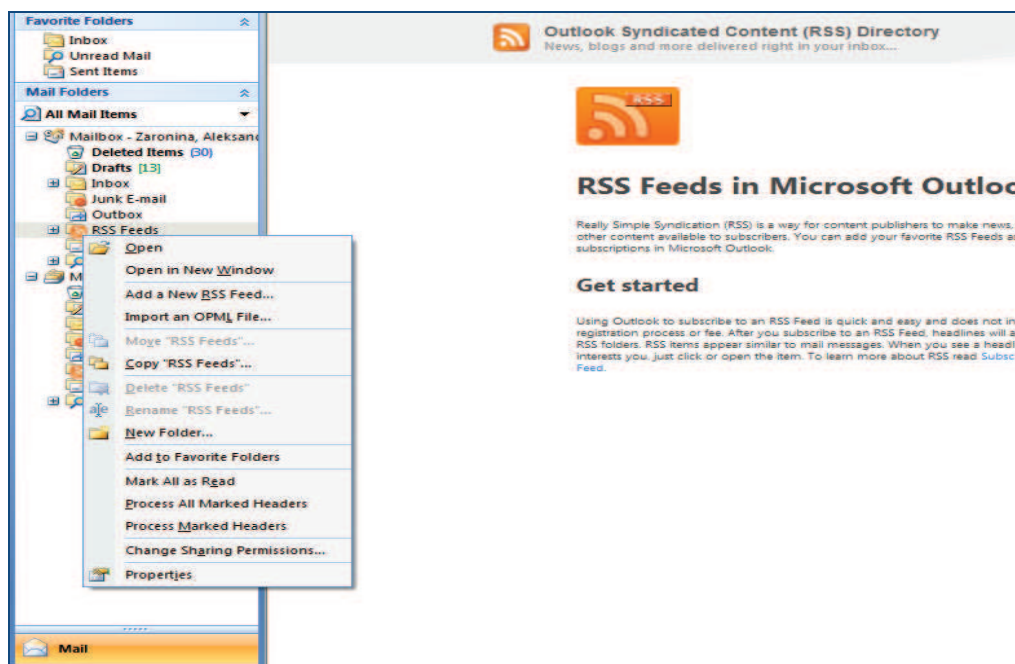 Favorite Folders
Inbox
Unread Mail
Sent Items
Mail Folders
All Mail Items
Mailbox - Zaronina, Aleksand
Deleted Items (30)
Drafts [13]
Inbox
Junk E-mail
Outbox
RSS Feeds
M
Open
Open in New Window
Add a New RSS Feed...
Import an OPML File...
Move "RSS Feeds"...
Copy "RSS Feeds"...
Delete "RSS Feeds"
Rename "RSS Feeds"...
New Folder...
Add to Favorite Folders
Mark All as Read
Process All Marked Headers
Process Marked Headers
Change Sharing Permissions...
Properties
Mail
Outlook Syndicated Content (RSS) Directory
News, blogs and more delivered right in your inbox...
RSS
RSS Feeds in Microsoft Outloo
Really Simple Syndication (RSS) is a way for content publishers to make news,
other content available to subscribers. You can add your favorite RSS Feeds a
subscriptions in Microsoft Outlook.
Get started
Using Outlook to subscribe to an RSS Feed is quick and easy and does not in
registration process or fee. After you subscribe to an RSS Feed, headlines will a
RSS folders. RSS items appear similar to mail messages. When you see a headl
interests you, just click or open the item. To learn more about RSS read Subsc
Feed.